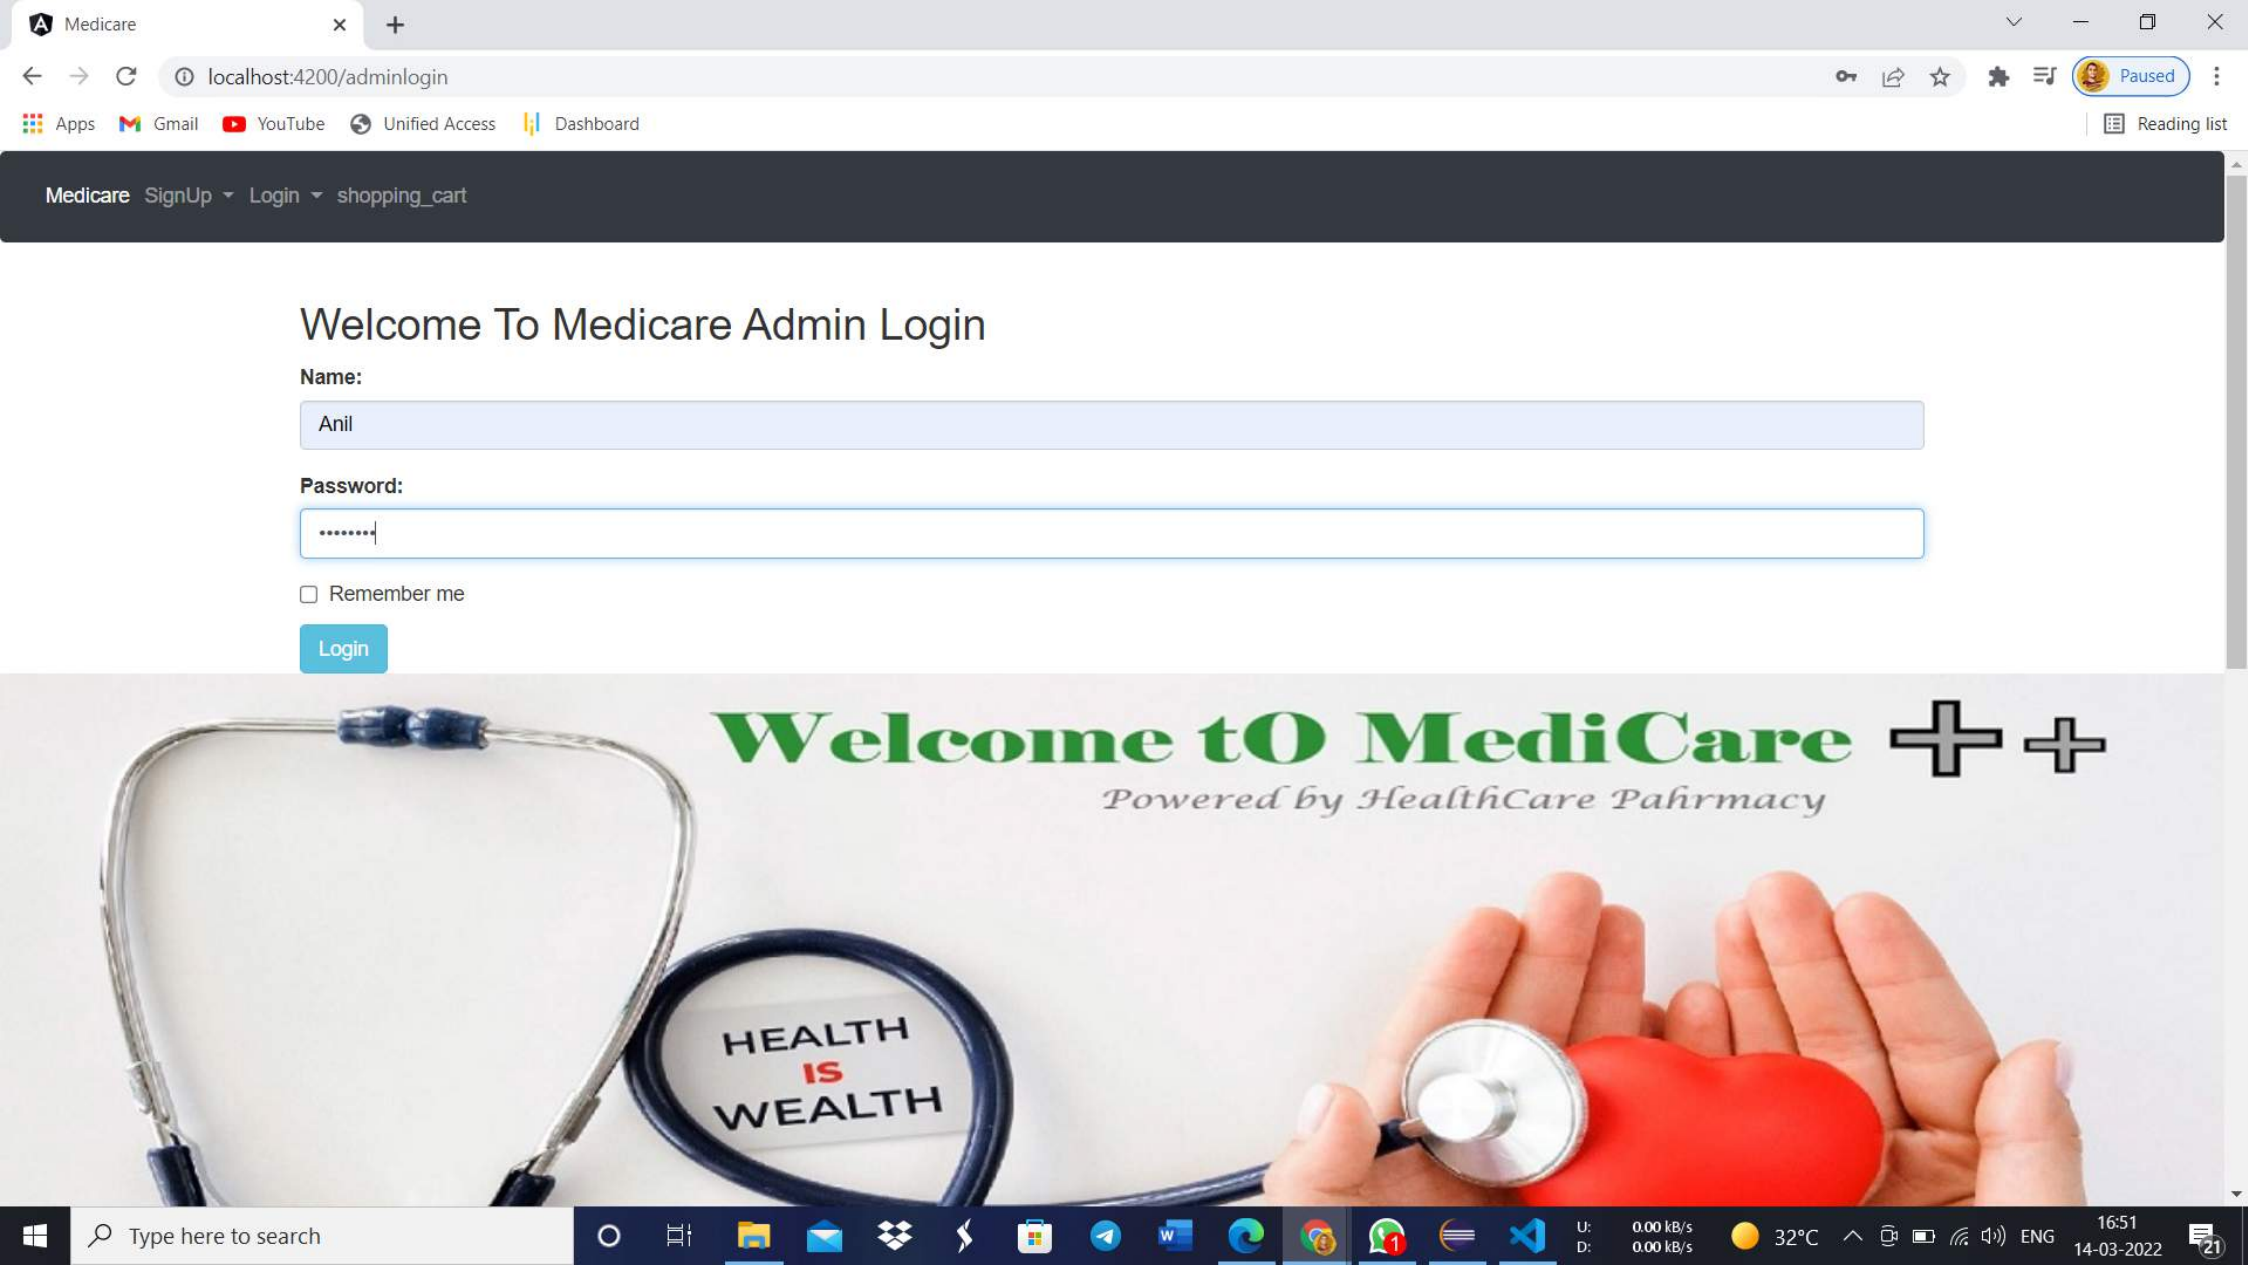 Medicare
localhost:4200/adminlogin
Paused
Apps Gmail YouTube Unified Access Dashboard Reading list
Medicare SignUp Login shopping_cart
Welcome To Medicare Admin Login
Name:
Anil
Password:
••••••••
Remember me
Login
Welcome tO MediCare
Powered by HealthCare Pahrmacy
HEALTH
IS
WEALTH
Type here to search
W
1
U: 0.00 kB/s
D: 0.00 kB/s
32°C
ENG
16:51
14-03-2022
21